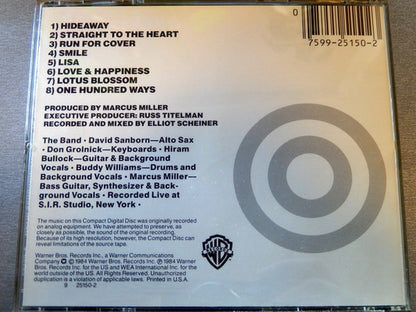 0
7599-25150-2
1) HIDEAWAY
2) STRAIGHT TO THE HEART
3) RUN FOR COVER
4) SMILE
5) LISA
6) LOVE & HAPPINESS
7) LOTUS BLOSSOM
8) ONE HUNDRED WAYS
PRODUCED BY MARCUS MILLER
EXECUTIVE PRODUCER: RUSS TITELMAN
RECORDED AND MIXED BY ELLIOT SCHEINER
The Band • David Sanborn—Alto Sax
• Don Grolnick—Keyboards • Hiram
Bullock—Guitar & Background
Vocals • Buddy Williams—Drums and
Background Vocals • Marcus Miller—
Bass Guitar, Synthesizer & Back-
ground Vocals • Recorded Live at
S.I.R. Studio, New York •
The music on this Compact Digital Disc was originally recorded
on analog equipment. We have attempted to preserve, as
closely as possible, the sound of the original recording.
Because of its high resolution, however, the Compact Disc can
reveal limitations of the source tape.
Warner Bros. Records Inc., a Warner Communications
Company © 1984 Warner Bros. Records Inc. ℗ 1984 Warner
Bros. Records Inc. for the US and WEA International Inc. for the
world outside of the US. All Rights Reserved. Unauthorized
duplication is a violation of applicable laws. Printed in U.S.A.
9 25150-2